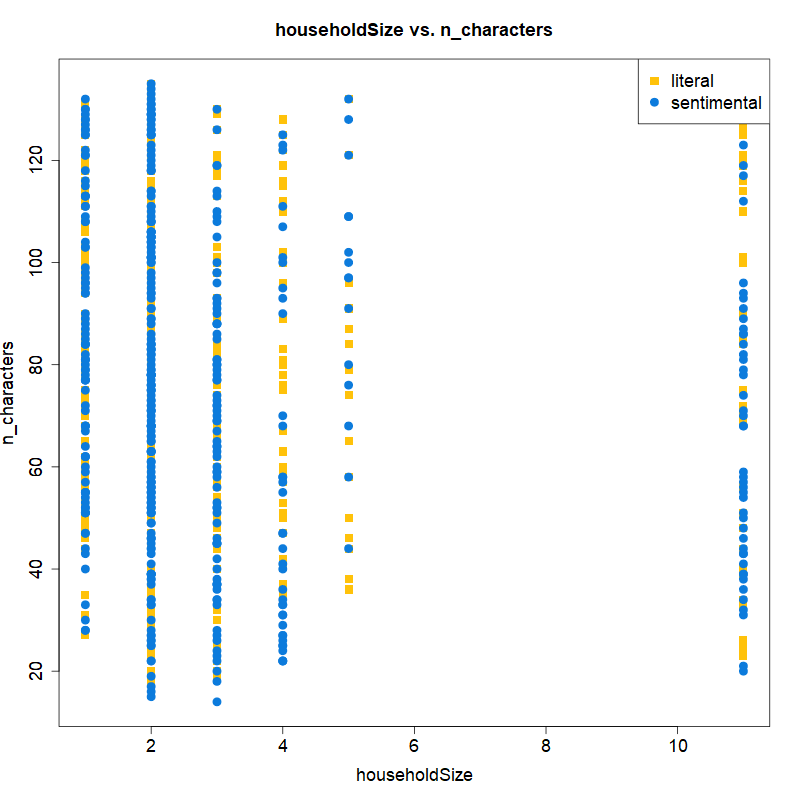 householdSize vs. n_characters
literal
sentimental
120
100
80
60
40
20
n_characters
2
4
6
8
10
householdSize